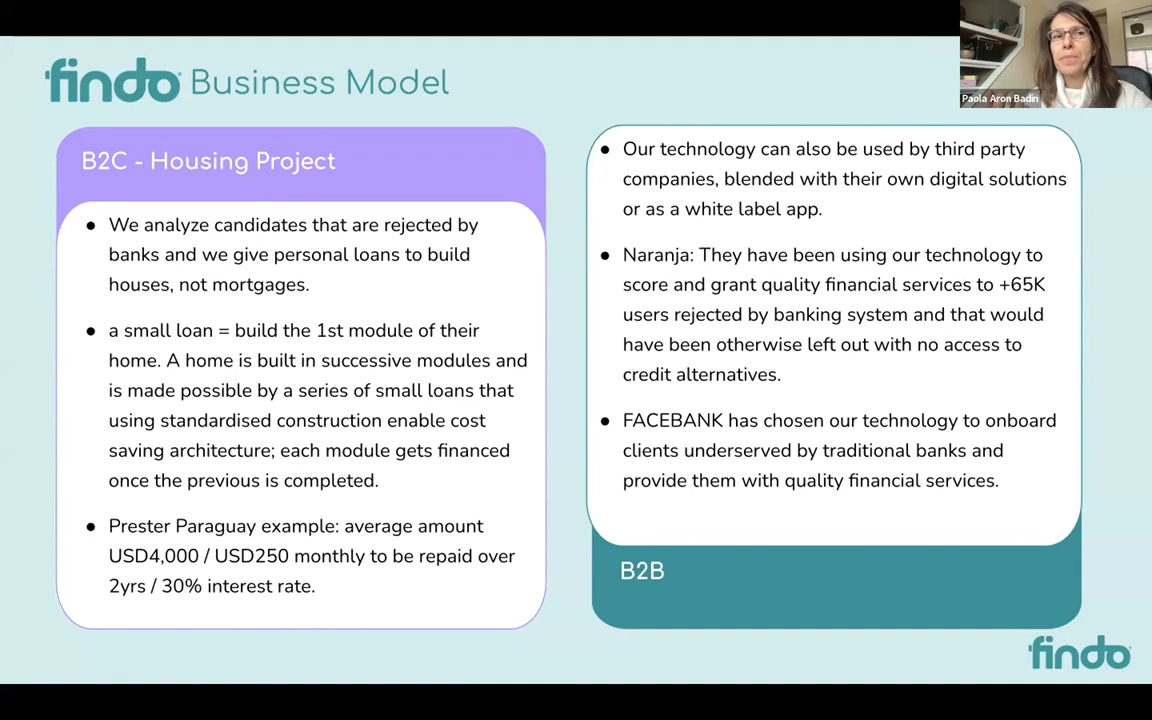 findo Business Model
Paola Aron Badin
B2C - Housing Project
● We analyze candidates that are rejected by
banks and we give personal loans to build
houses, not mortgages.
● a small loan = build the 1st module of their
home. A home is built in successive modules and
is made possible by a series of small loans that
using standardised construction enable cost
saving architecture; each module gets financed
once the previous is completed.
● Prester Paraguay example: average amount
USD4,000 / USD250 monthly to be repaid over
2yrs / 30% interest rate.
● Our technology can also be used by third party
companies, blended with their own digital solutions
or as a white label app.
● Naranja: They have been using our technology to
score and grant quality financial services to +65K
users rejected by banking system and that would
have been otherwise left out with no access to
credit alternatives.
● FACEBANK has chosen our technology to onboard
clients underserved by traditional banks and
provide them with quality financial services.
B2B
findo